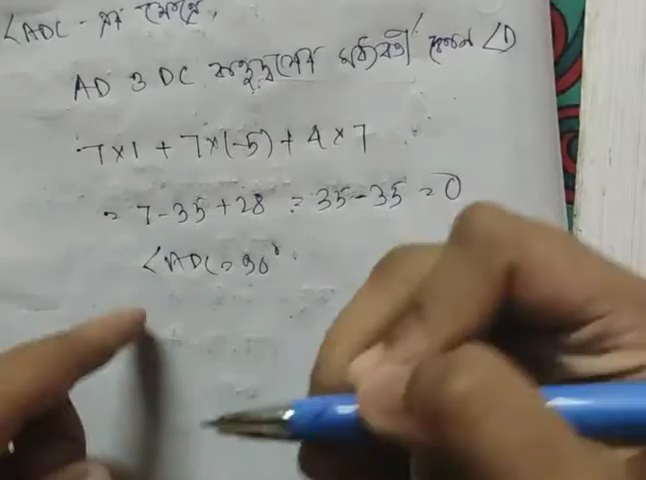 ∠ADC - এর ক্ষেত্রে,
AD ও DC বাহুদ্বয়ের মধ্যবর্তী কোণ ∠D
7×1 + 7×(-5) + 4×7
= 7-35+28 = 35-35 = 0
∠ADC = 90°